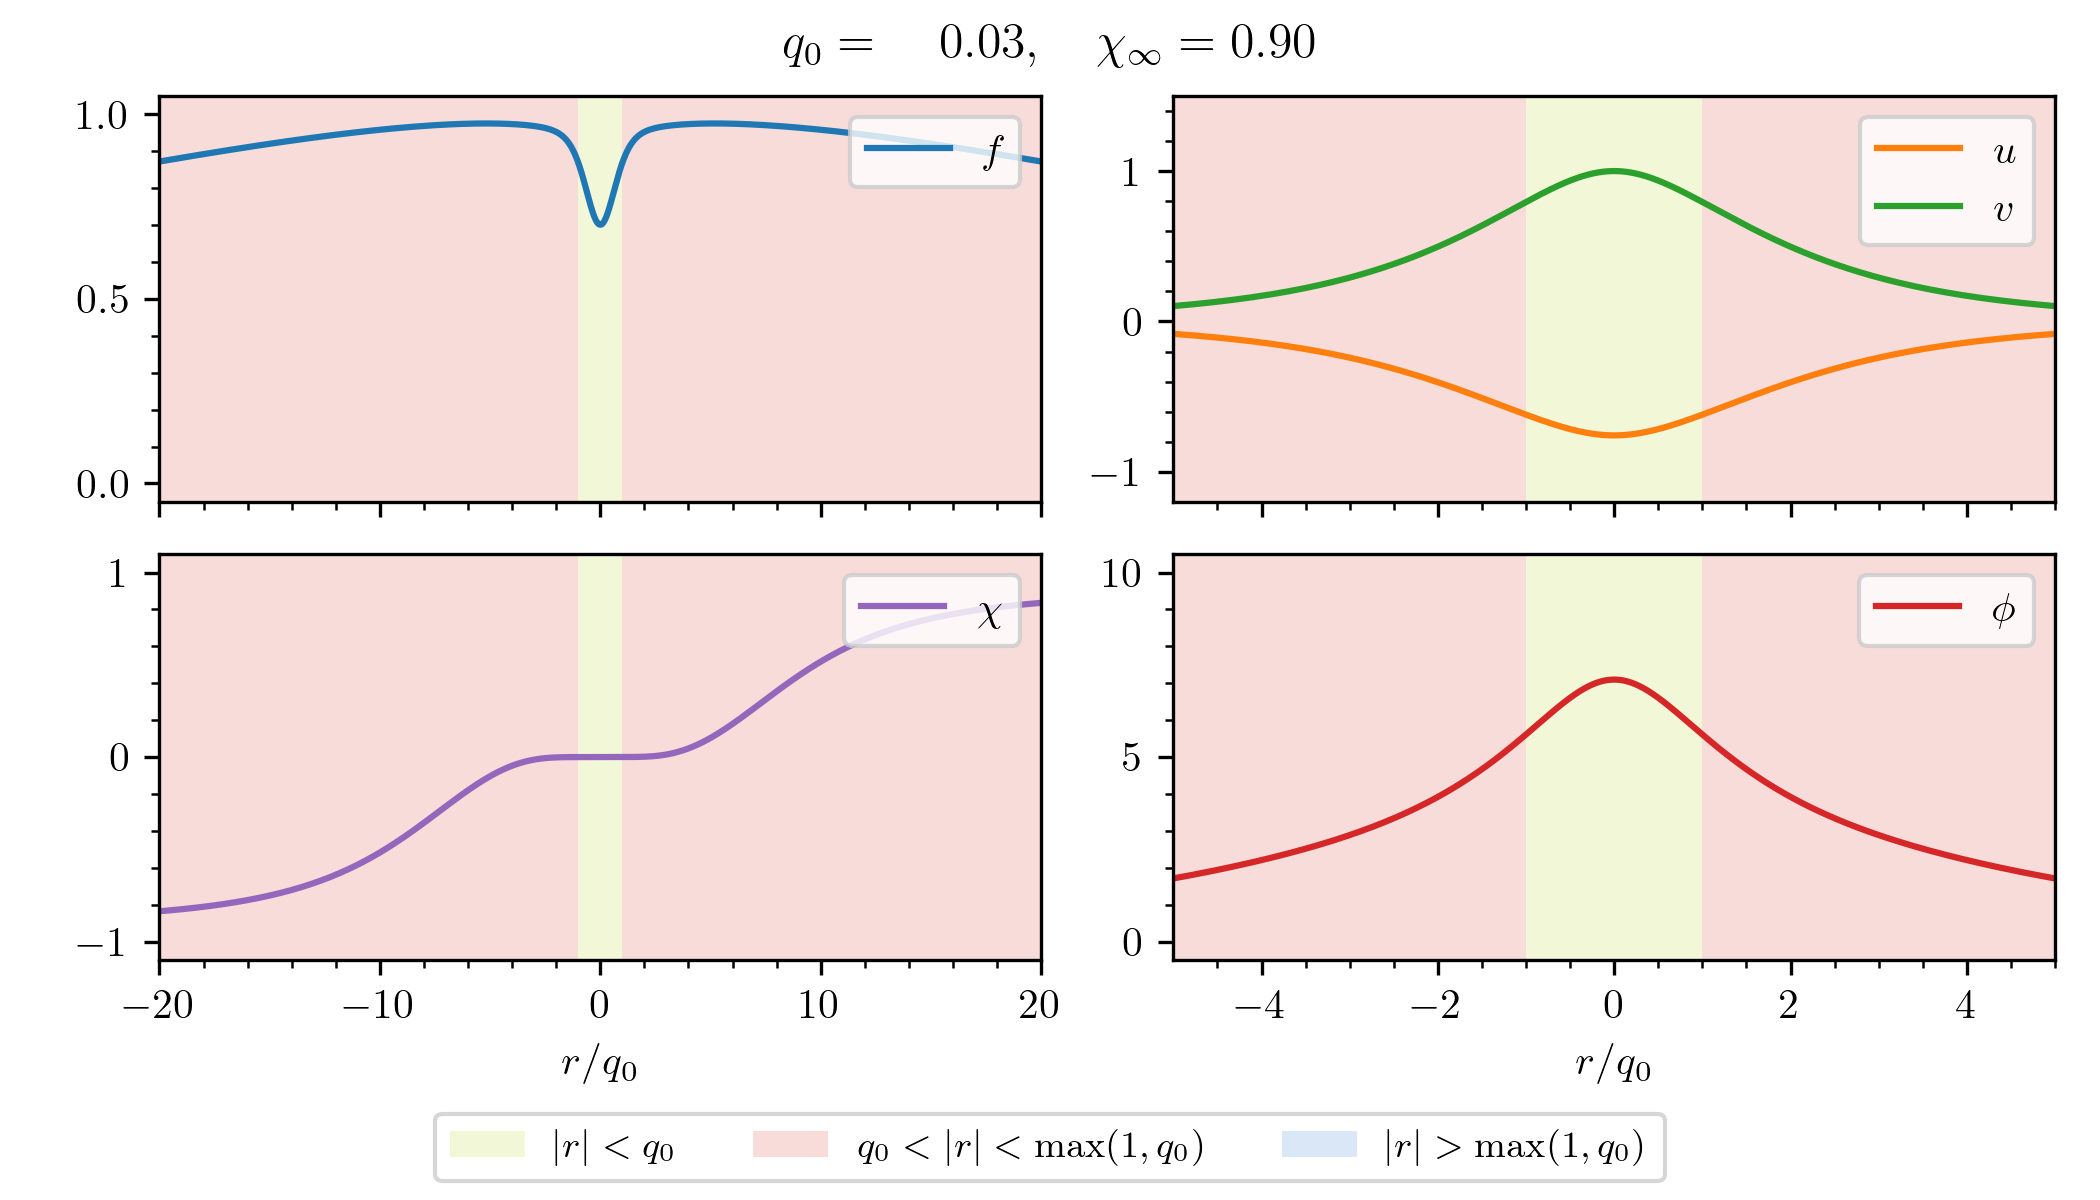 q₀ = 0.03, χ∞ = 0.90
1.0
0.5
0.0
f
1
0
−1
u
v
1
0
−1
χ
−20 −10 0 10 20
r/q₀
10
5
0
ϕ
−4 −2 0 2 4
r/q₀
|r| < q₀ q₀ < |r| < max(1, q₀) |r| > max(1, q₀)